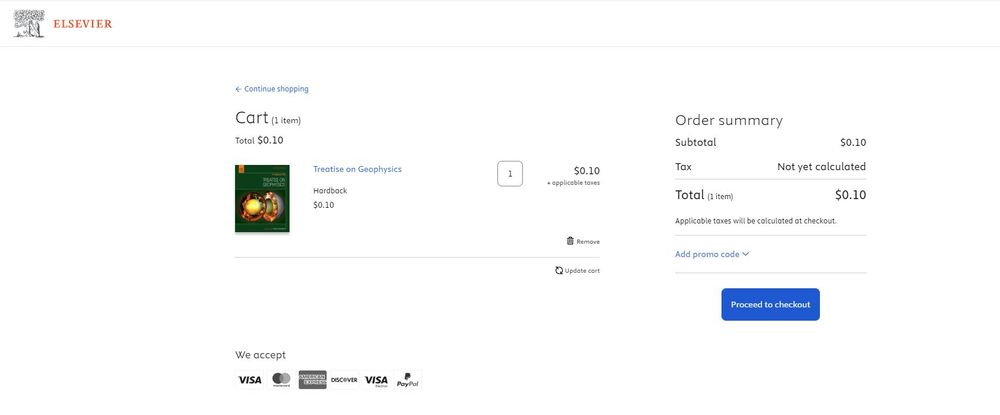 ELSEVIER
← Continue shopping
Cart (1 item)
Total $0.10
Treatise on Geophysics
1
$0.10
+ applicable taxes
Hardback
$0.10
TREATISE ON
GEOPHYSICS
Remove
Update cart
Order summary
Subtotal $0.10
Tax Not yet calculated
Total (1 item) $0.10
Applicable taxes will be calculated at checkout.
Add promo code
Proceed to checkout
We accept
VISA mastercard AMERICAN EXPRESS DISCOVER VISA Electron PayPal